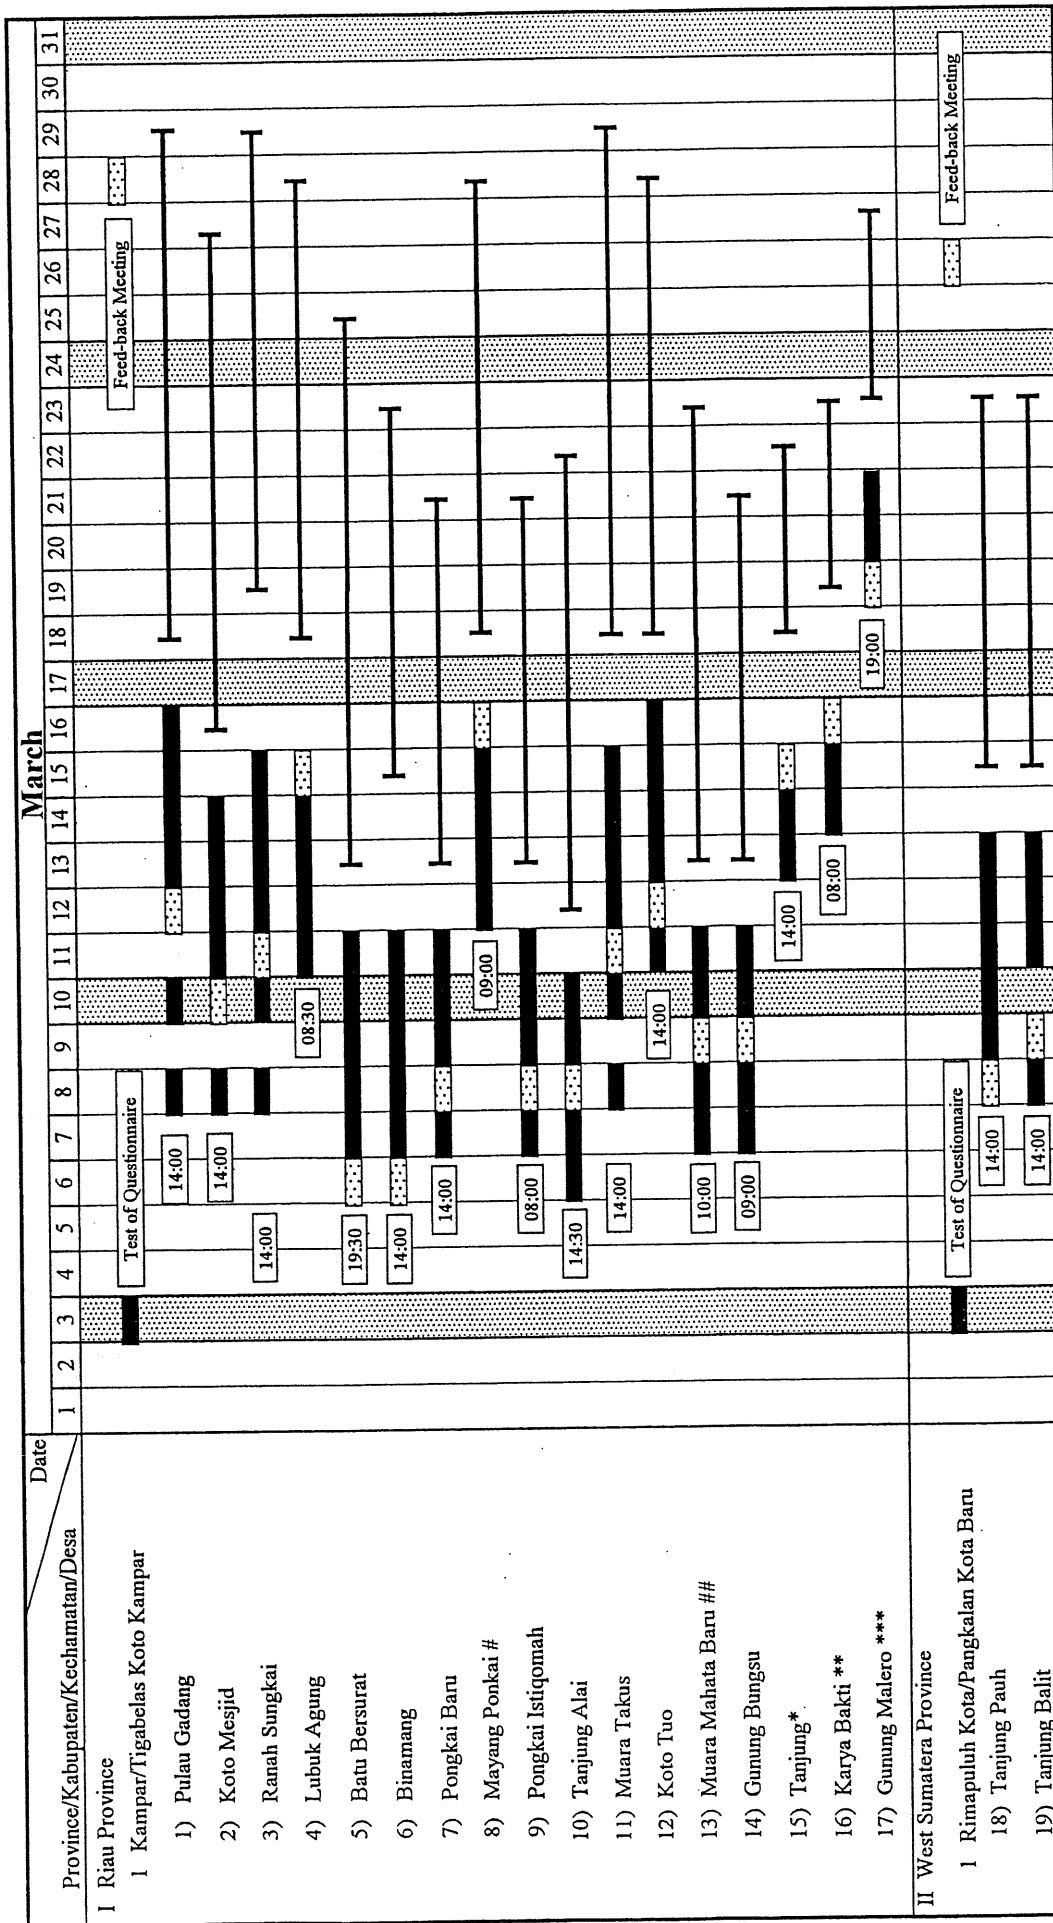 March
Province/Kabupaten/Kechamatan/Desa Date 1 2 3 4 5 6 7 8 9 10 11 12 13 14 15 16 17 18 19 20 21 22 23 24 25 26 27 28 29 30 31
I Riau Province
1 Kampar/Tigabelas Koto Kampar Test of Questionnaire Feed-back Meeting
1) Pulau Gadang 14:00
2) Koto Mesjid 14:00
3) Ranah Sungkai 14:00
4) Lubuk Agung 08:30
5) Batu Bersurat 19:30
6) Binamang 14:00
7) Pongkai Baru 14:00
8) Mayang Ponkai # 09:00
9) Pongkai Istiqomah 08:00
10) Tanjung Alai 14:30
11) Muara Takus 14:00
12) Koto Tuo 14:00
13) Muara Mahata Baru ## 10:00
14) Gunung Bungsu 09:00
15) Tanjung* 14:00
16) Karya Bakti ** 08:00
17) Gunung Malero *** 19:00
II West Sumatera Province
1 Rimapuluh Kota/Pangkalan Kota Baru Test of Questionnaire Feed-back Meeting
18) Tanjung Pauh 14:00
19) Tanjung Balit 14:00